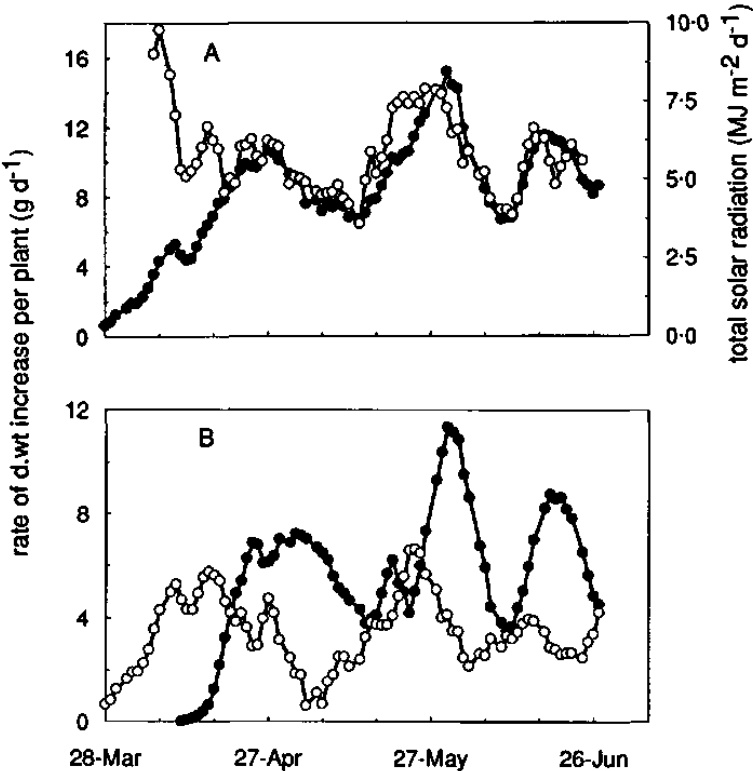 A
16
12
8
4
0
10·0
7·5
5·0
2·5
0·0
rate of d.wt increase per plant (g d⁻¹)
total solar radiation (MJ m⁻² d⁻¹)
B
12
8
4
0
28-Mar 27-Apr 27-May 26-Jun